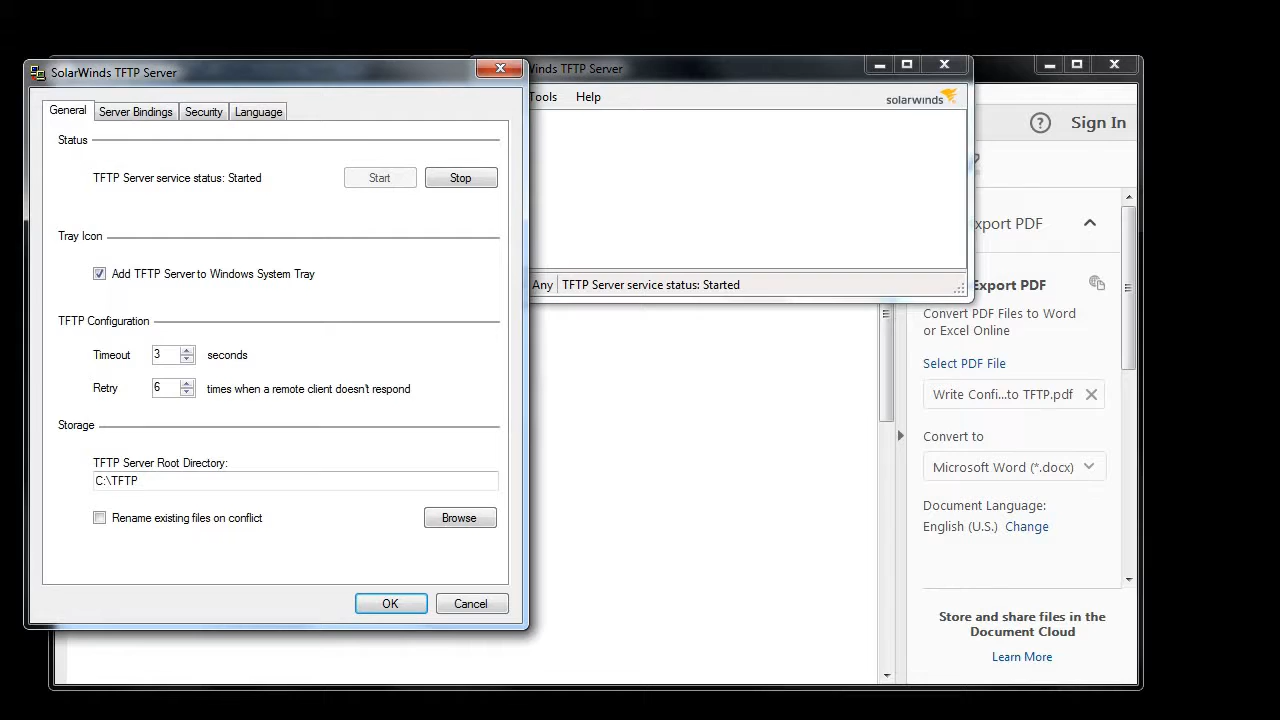 SolarWinds TFTP Server
General
Server Bindings
Security
Language
Status
TFTP Server service status: Started
Start
Stop
Tray Icon
Add TFTP Server to Windows System Tray
TFTP Configuration
Timeout
3
seconds
Retry
6
times when a remote client doesn't respond
Storage
TFTP Server Root Directory:
C:\TFTP
Rename existing files on conflict
Browse
OK
Cancel
Winds TFTP Server
Tools
Help
solarwinds
Any
TFTP Server service status: Started
Sign In
xport PDF
Export PDF
Convert PDF Files to Word
or Excel Online
Select PDF File
Write Confi...to TFTP.pdf
Convert to
Microsoft Word (*.docx)
Document Language:
English (U.S.) Change
Store and share files in the
Document Cloud
Learn More